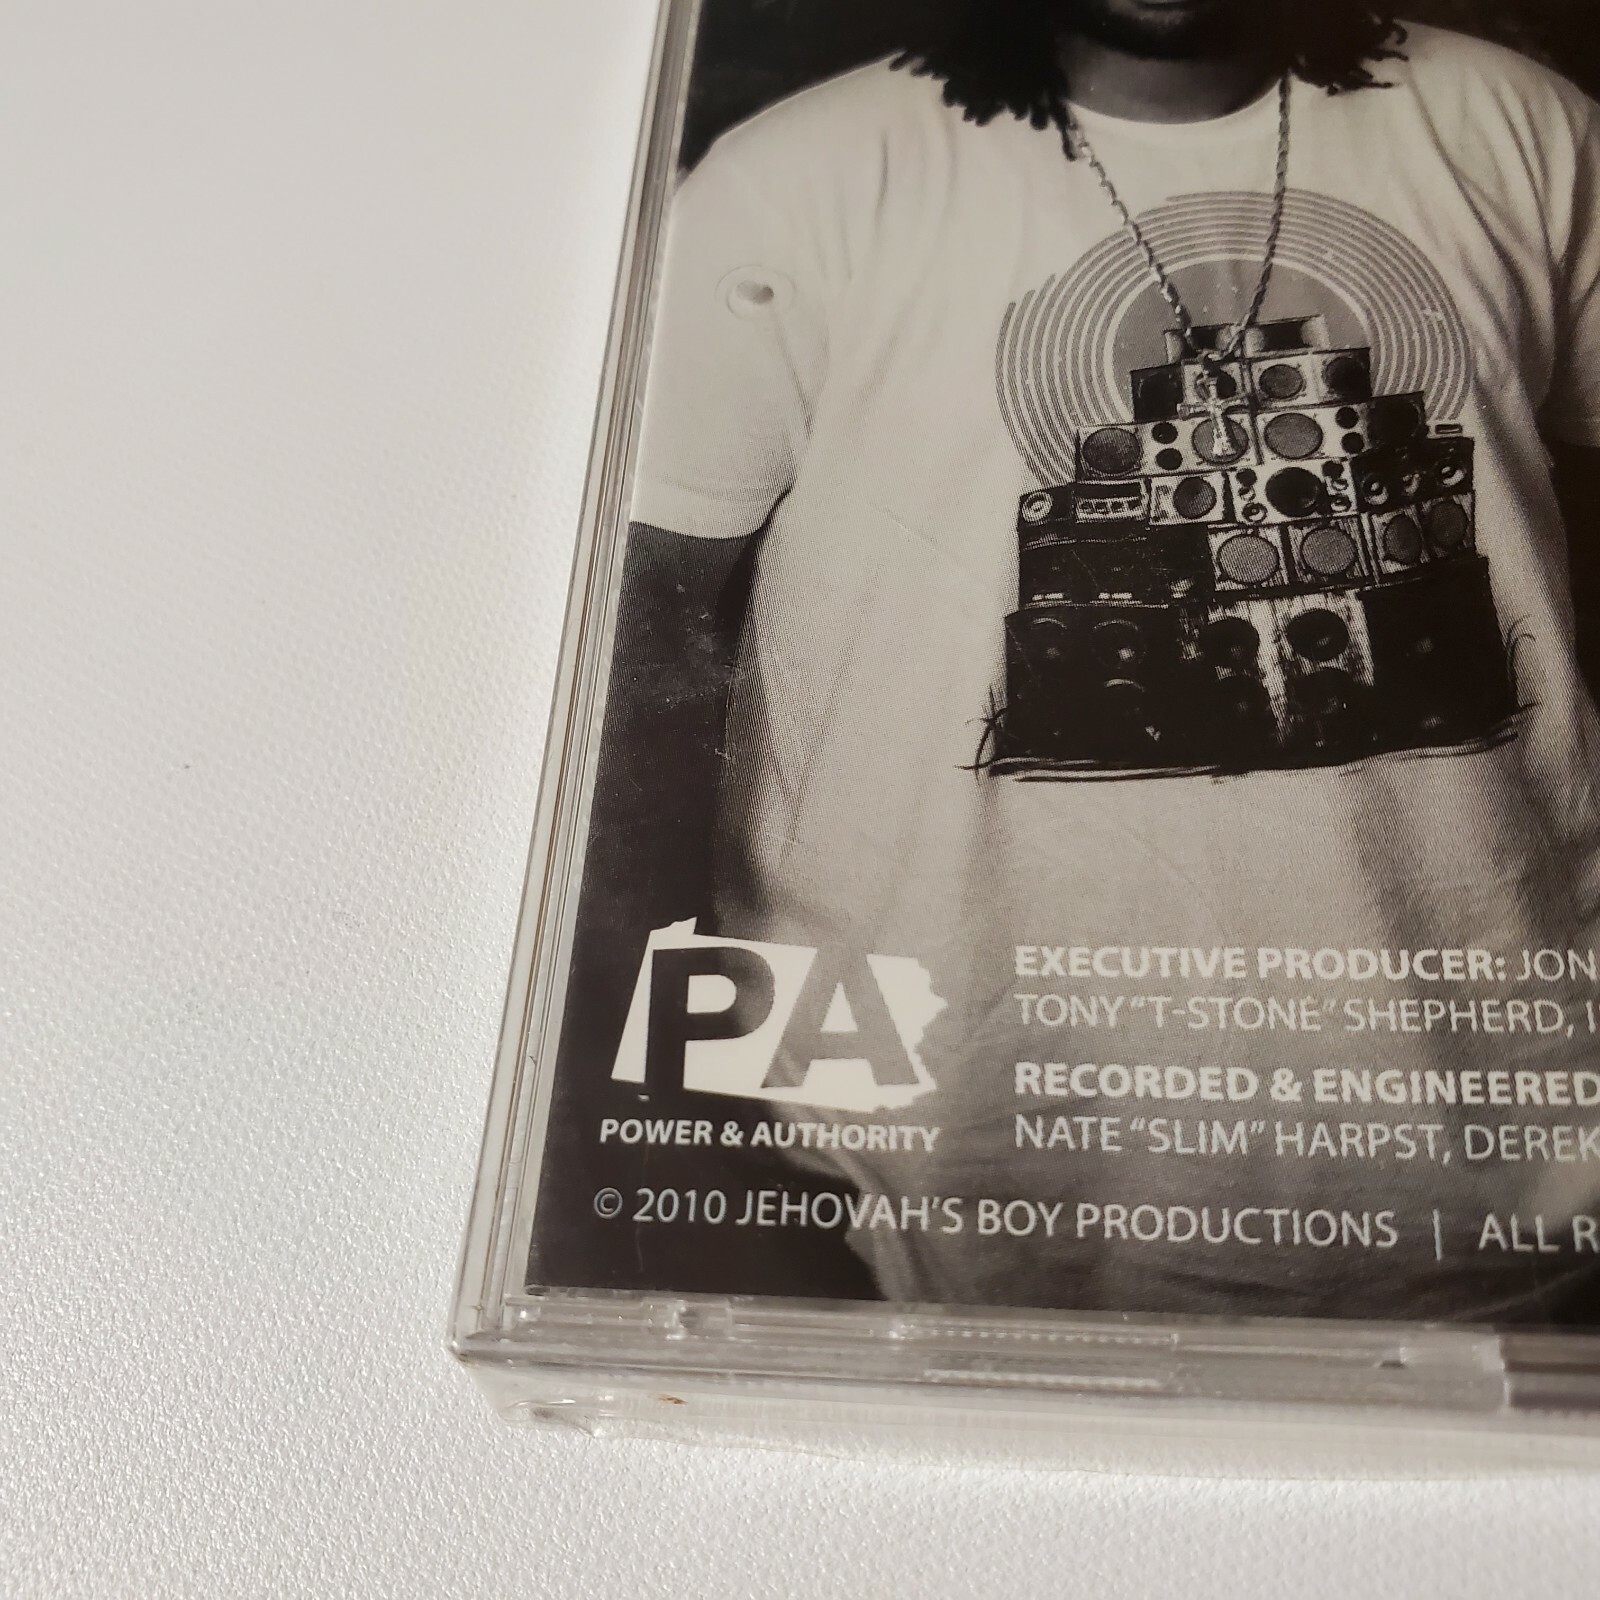 PA
POWER & AUTHORITY
EXECUTIVE PRODUCER: JON
TONY "T-STONE" SHEPHERD,
RECORDED & ENGINEERED
NATE "SLIM" HARPST, DEREK
© 2010 JEHOVAH'S BOY PRODUCTIONS | ALL